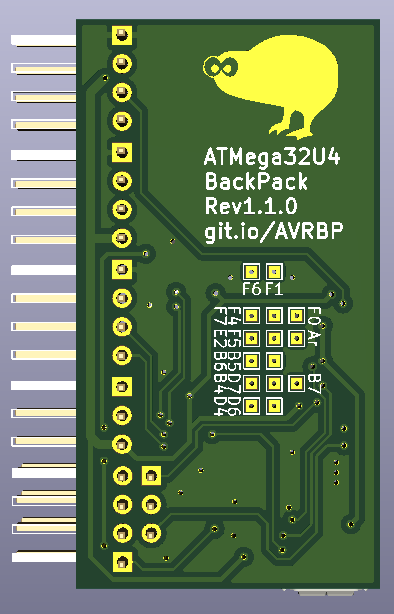 ATMega32U4
BackPack
Rev1.1.0
git.io/AVRBP
F6 F1
F7 E2 B6 B4 D4
F4 F5 B5 D7 D6
F0 Ar B7